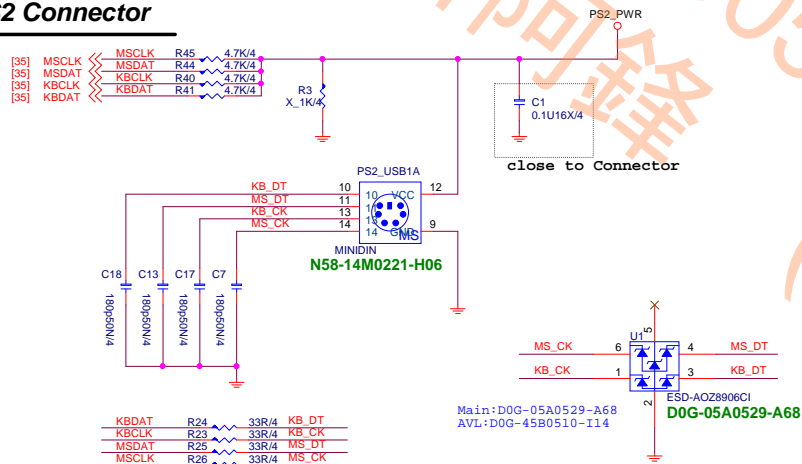 2 Connector
PS2_PWR
[35] MSCLK MSCLK R45 4.7K/4
[35] MSDAT MSDAT R44 4.7K/4
[35] KBCLK KBCLK R40 4.7K/4
[35] KBDAT KBDAT R41 4.7K/4
R3
X_1K/4
C1
0.1U16X/4
close to Connector
PS2_USB1A
KB_DT 10 10 VCC 12
MS_DT 11 11
KB_CK 13 13
MS_CK 14 14 GND 9
MS
MINIDIN
N58-14M0221-H06
C18 C13 C17 C7
180p50N/4 180p50N/4 180p50N/4 180p50N/4
U1 5
MS_CK 6 4 MS_DT
KB_CK 1 3 KB_DT
2
ESD-AOZ8906CI
D0G-05A0529-A68
Main:D0G-05A0529-A68
AVL:D0G-45B0510-I14
KBDAT R24 33R/4 KB_DT
KBCLK R23 33R/4 KB_CK
MSDAT R25 33R/4 MS_DT
MSCLK R26 33R/4 MS_CK
阿鋒